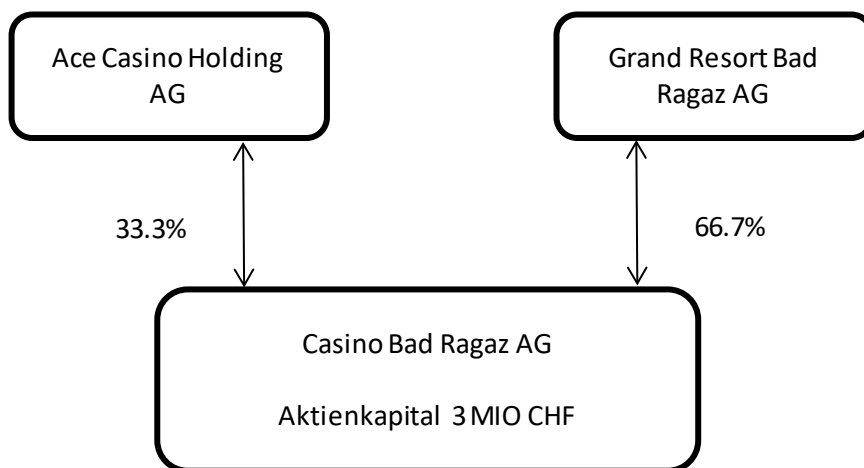 Ace Casino Holding
AG
Grand Resort Bad
Ragaz AG
33.3%
66.7%
Casino Bad Ragaz AG
Aktienkapital 3 MIO CHF